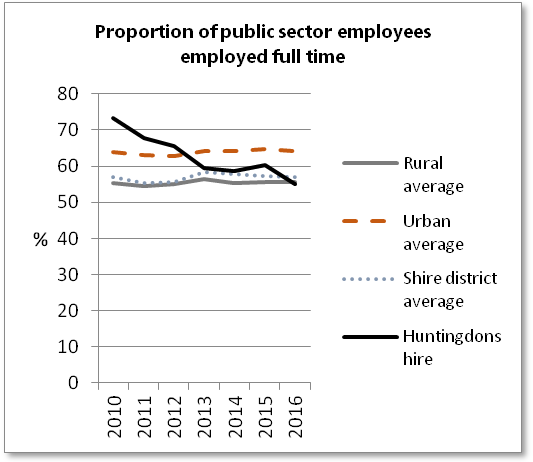 Proportion of public sector employees
employed full time
80
70
60
50
40
30
20
10
0
%
2010
2011
2012
2013
2014
2015
2016
Rural
average
Urban
average
Shire district
average
Huntingdons
hire